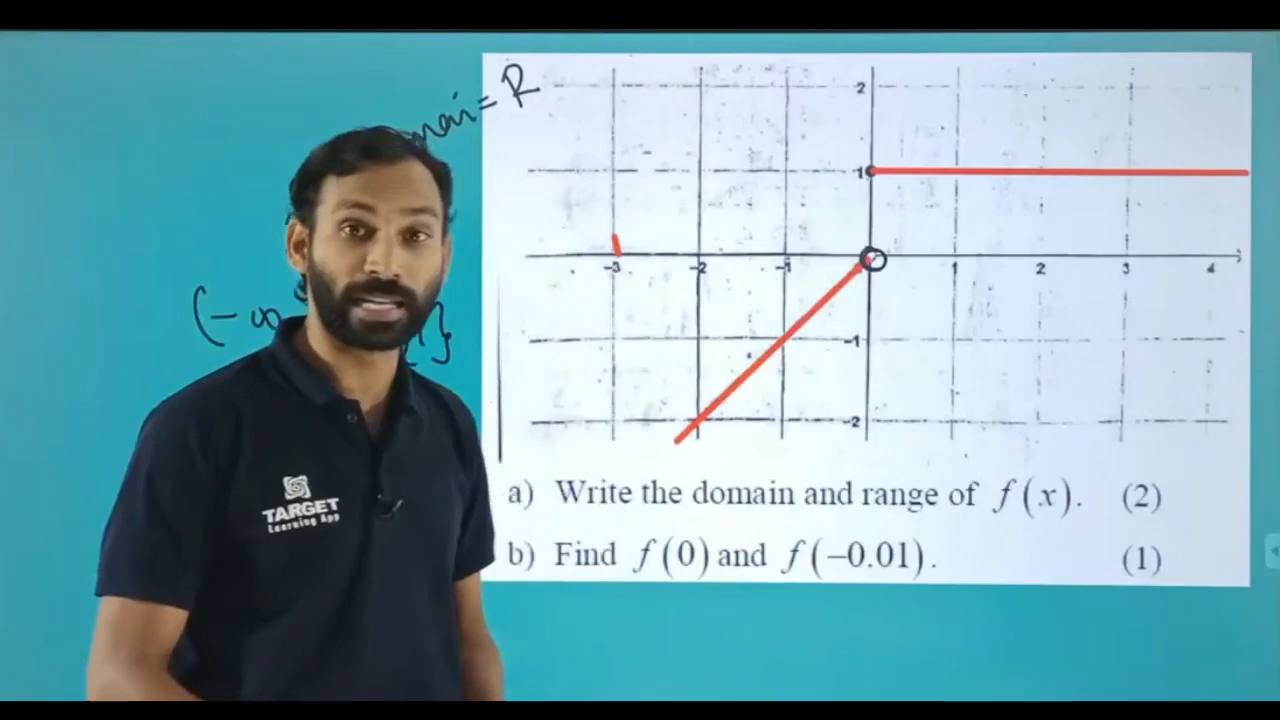 = R
2
1
-3 -2 -1 1 2 3 4
-1
-2
(-∞
}
TARGET
Learning App
a) Write the domain and range of f(x). (2)
b) Find f(0) and f(−0.01). (1)